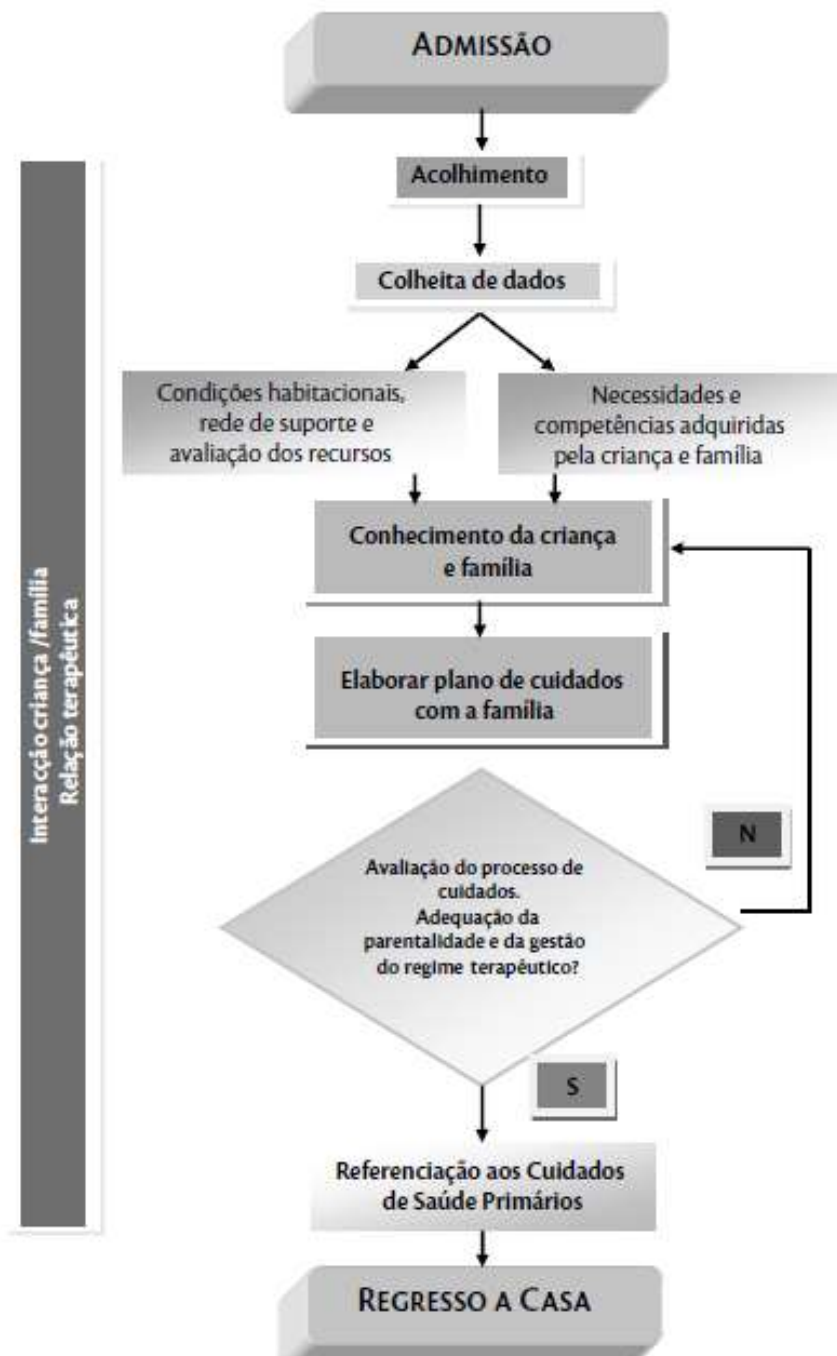 ADMISSÃO
Acolhimento
Colheita de dados
Condições habitacionais,
rede de suporte e
avaliação dos recursos
Necessidades e
competências adquiridas
pela criança e família
Conhecimento da criança
e família
Elaborar plano de cuidados
com a família
Interacção criança /família
Relação terapêutica
N
Avaliação do processo de
cuidados.
Adequação da
parentalidade e da gestão
do regime terapêutico?
S
Referenciação aos Cuidados
de Saúde Primários
REGRESSO A CASA